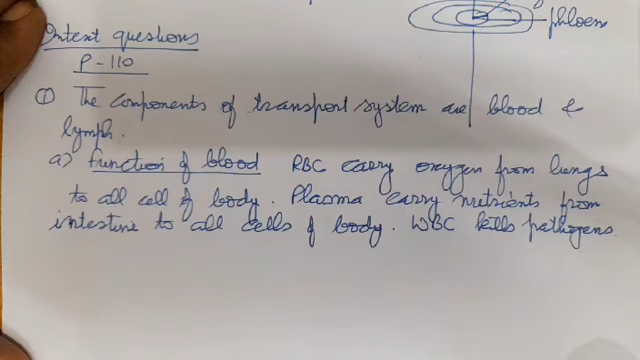 phloem
Intext questions
P-110
① The components of transport system are blood &
lymph.
a) Function of blood RBC carry oxygen from lungs
to all cell of body. Plasma carry nutrients from
intestine to all cells of body. WBC kills pathogens